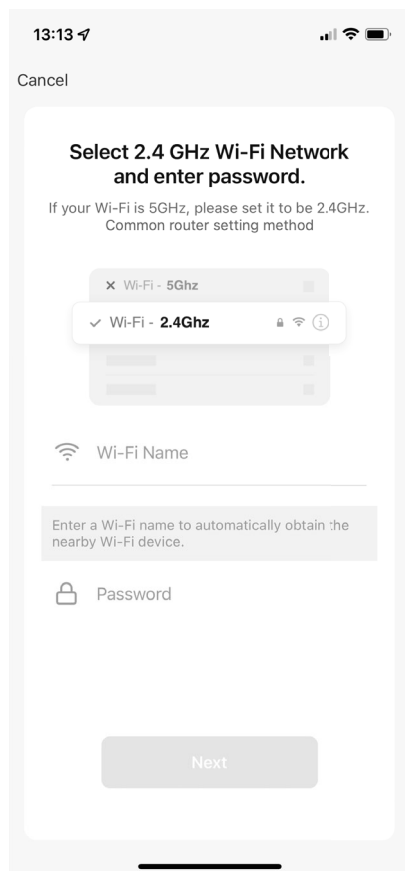 13:13
Cancel
Select 2.4 GHz Wi-Fi Network
and enter password.
If your Wi-Fi is 5GHz, please set it to be 2.4GHz.
Common router setting method
Wi-Fi - 5Ghz
Wi-Fi - 2.4Ghz
Wi-Fi Name
Enter a Wi-Fi name to automatically obtain the
nearby Wi-Fi device.
Password
Next